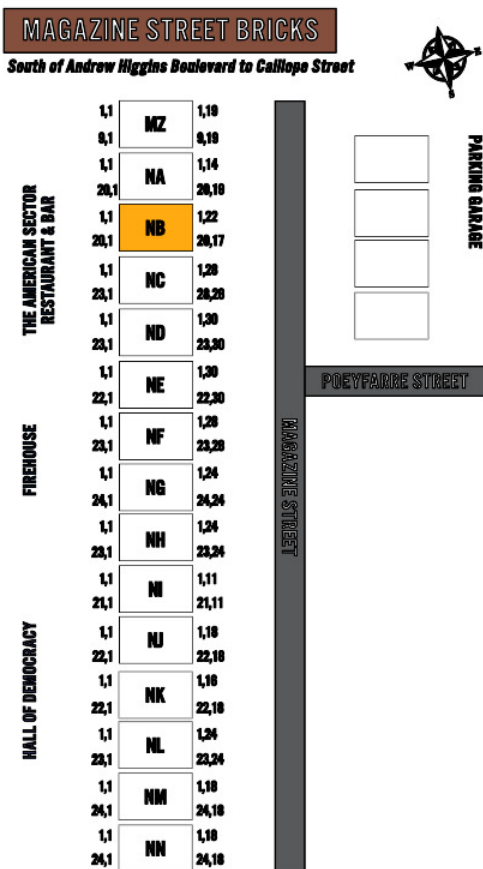 MAGAZINE STREET BRICKS
South of Andrew Higgins Boulevard to Calliope Street
N
E
S
W
1,1 MZ 1,19
9,1 9,19
1,1 NA 1,14
20,1 20,19
1,1 NB 1,22
20,1 20,17
1,1 NC 1,28
23,1 28,28
1,1 ND 1,30
23,1 23,30
1,1 NE 1,30
22,1 22,30
1,1 NF 1,28
23,1 23,28
1,1 NG 1,24
24,1 24,24
1,1 NH 1,24
23,1 23,24
1,1 NI 1,11
21,1 21,11
1,1 NJ 1,18
22,1 22,18
1,1 NK 1,16
22,1 22,18
1,1 NL 1,24
23,1 23,24
1,1 NM 1,18
24,1 24,18
1,1 NN 1,18
24,1 24,18
THE AMERICAN SECTOR
RESTAURANT & BAR
FIREHOUSE
HALL OF DEMOCRACY
MAGAZINE STREET
POEYFARRE STREET
PARKING GARAGE